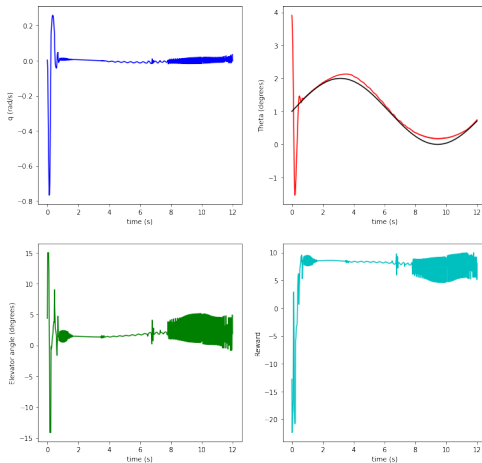 0.2
0.0
−0.2
−0.4
−0.6
−0.8
q (rad/s)
0 2 4 6 8 10 12
time (s)
4
3
2
1
0
−1
Theta (degrees)
0 2 4 6 8 10 12
time (s)
15
10
5
0
−5
−10
−15
Elevator angle (degrees)
0 2 4 6 8 10 12
time (s)
10
5
0
−5
−10
−15
−20
Reward
0 2 4 6 8 10 12
time (s)